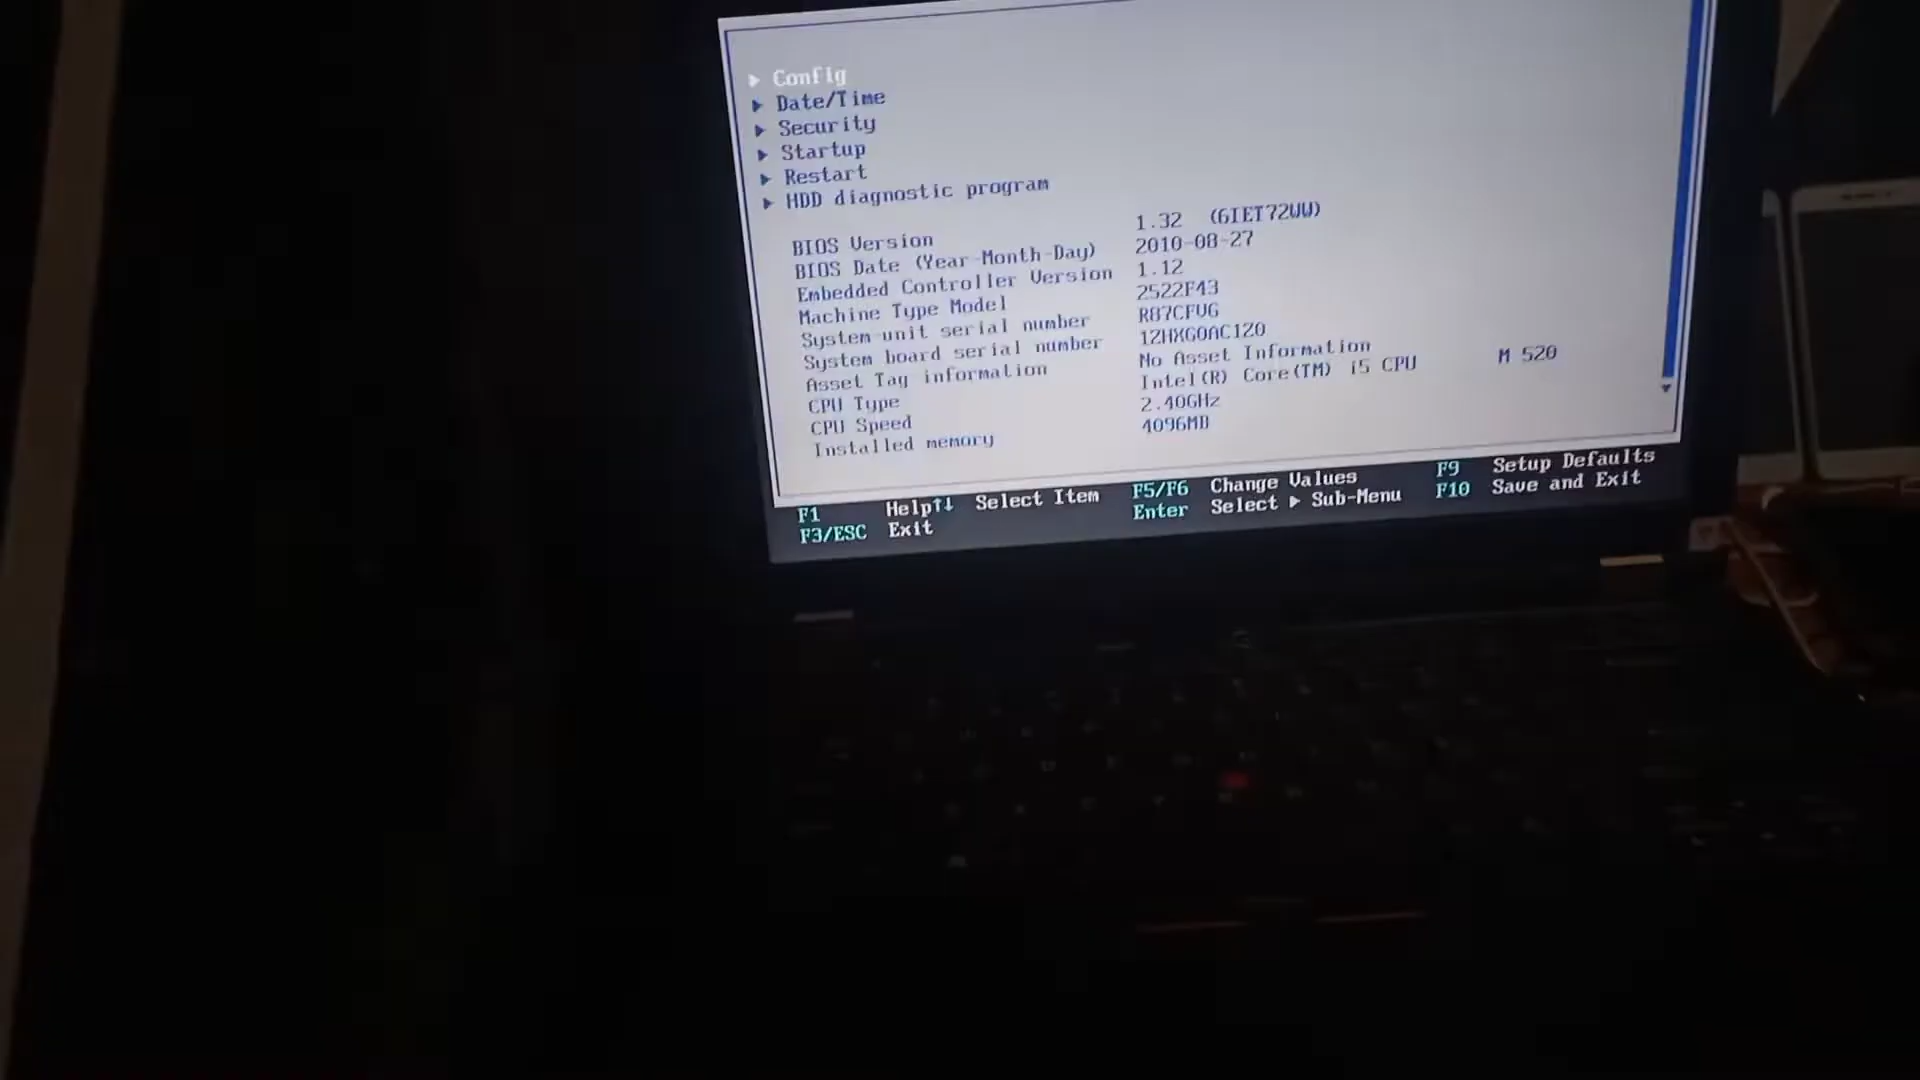 Config
Date/Time
Security
Startup
Restart
HDD diagnostic program
BIOS Version 1.32 (6IET72WW)
BIOS Date (Year-Month-Day) 2010-08-27
Embedded Controller Version 1.12
Machine Type Model 2522F43
System-unit serial number R87CFVG
System board serial number 1ZHXG0AC1Z0
Asset Tag information No Asset Information
CPU Type Intel(R) Core(TM) i5 CPU M 520
CPU Speed 2.40GHz
Installed memory 4096MB
F1 Help ↑↓ Select Item F5/F6 Change Values F9 Setup Defaults
F3/ESC Exit Enter Select ▶ Sub-Menu F10 Save and Exit